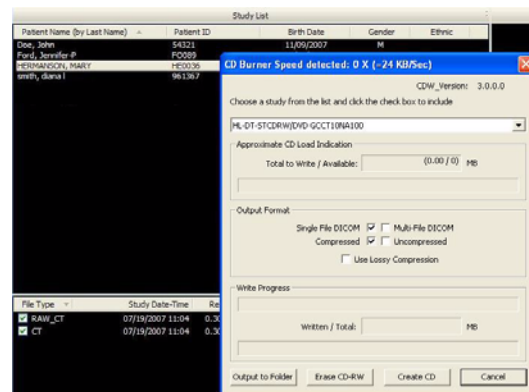 Study List
Patient Name (by Last Name) Patient ID Birth Date Gender Ethnic
Doe, John 54321 11/09/2007 M
Ford, Jennifer-P FO089
HERMANSON, MARY HE0036
smith, diana l 961367
CD Burner Speed detected: 0 X (~24 KB/Sec)
CDW_Version: 3.0.0.0
Choose a study from the list and click the check box to include
HL-DT-STCDRW/DVD-GCCT10NA100
Approximate CD Load Indication
Total to Write / Available: (0.00 / 0) MB
Output Format
Single File DICOM Multi-File DICOM
Compressed Uncompressed
Use Lossy Compression
Write Progress
Written / Total: MB
File Type Study Date-Time Re
RAW_CT 07/19/2007 11:04 0.30
CT 07/19/2007 11:04 0.30
Output to Folder Erase CD-RW Create CD Cancel